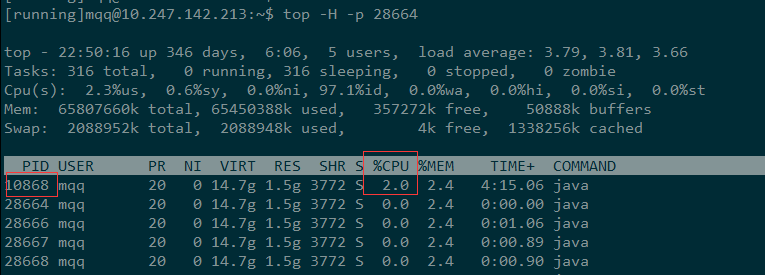 [running]mqq@10.247.142.213:~$ top -H -p 28664
top - 22:50:16 up 346 days,  6:06,  5 users,  load average: 3.79, 3.81, 3.66
Tasks: 316 total,   0 running, 316 sleeping,   0 stopped,   0 zombie
Cpu(s):  2.3%us,  0.6%sy,  0.0%ni, 97.1%id,  0.0%wa,  0.0%hi,  0.0%si,  0.0%st
Mem:  65807660k total, 65450388k used,   357272k free,    50888k buffers
Swap:  2088952k total,  2088948k used,        4k free,  1338256k cached
PID USER      PR  NI  VIRT  RES  SHR S %CPU %MEM    TIME+  COMMAND
10868 mqq       20   0 14.7g 1.5g 3772 S  2.0  2.4   4:15.06 java
28664 mqq       20   0 14.7g 1.5g 3772 S  0.0  2.4   0:00.00 java
28666 mqq       20   0 14.7g 1.5g 3772 S  0.0  2.4   0:01.06 java
28667 mqq       20   0 14.7g 1.5g 3772 S  0.0  2.4   0:00.89 java
28668 mqq       20   0 14.7g 1.5g 3772 S  0.0  2.4   0:00.90 java